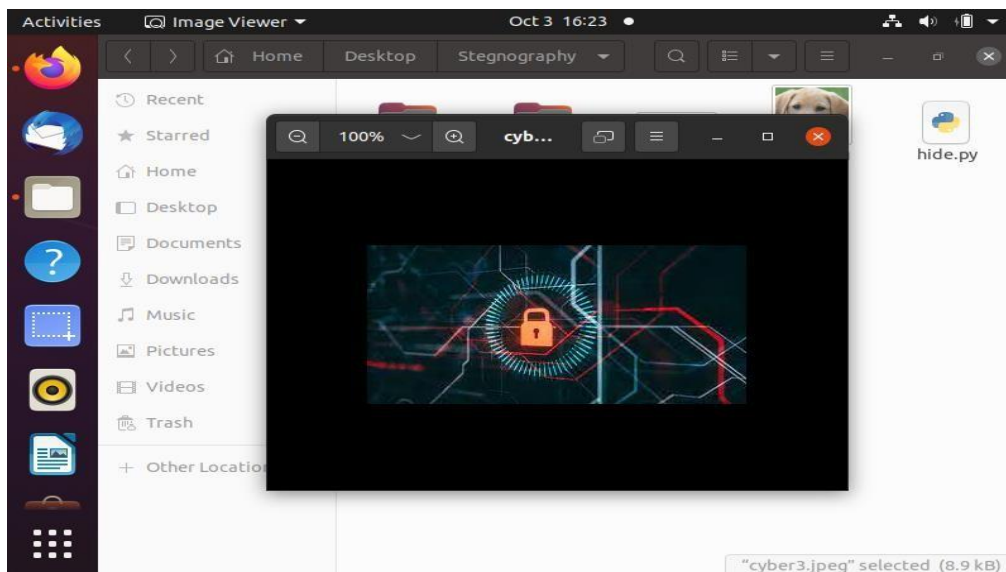 Activities Image Viewer Oct 3 16:23
Home Desktop Stegnography
Recent
Starred
Home
Desktop
Documents
Downloads
Music
Pictures
Videos
Trash
+ Other Locatio
100% cyb...
hide.py
"cyber3.jpeg" selected (8.9 kB)